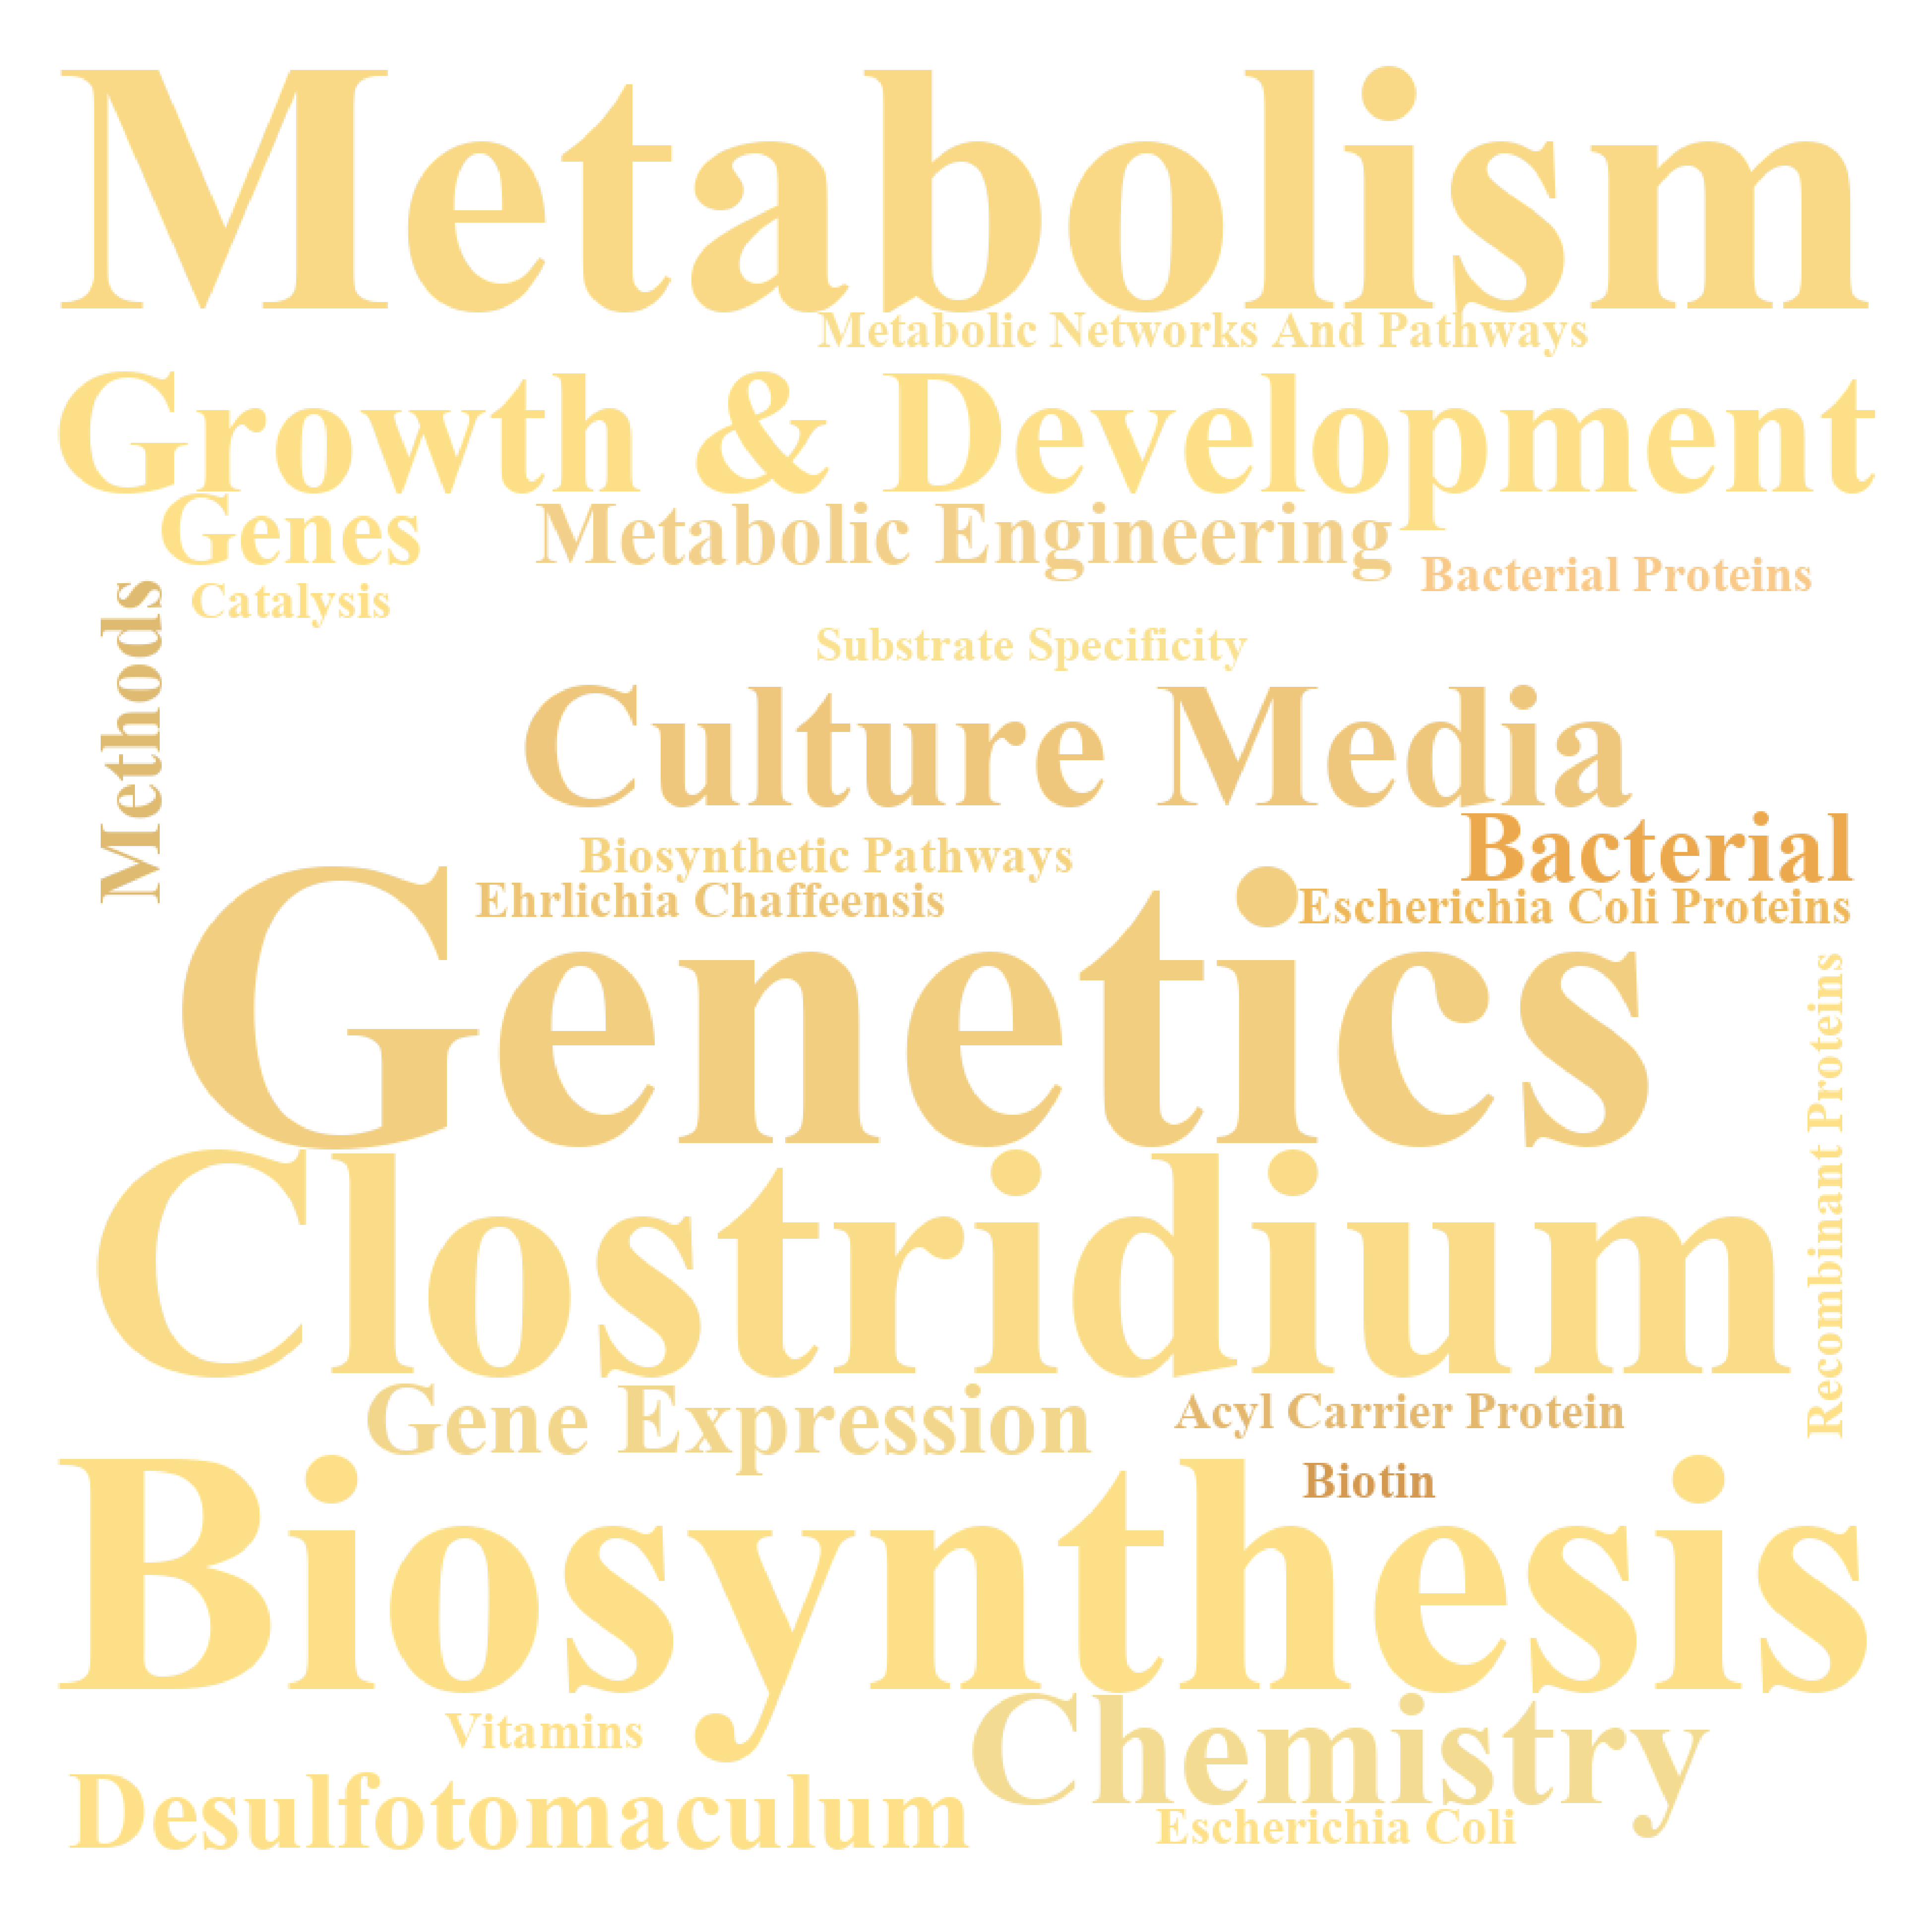 Metabolism
Metabolic Networks And Pathways
Growth & Development
Genes
Metabolic Engineering
Bacterial Proteins
Catalysis
Methods
Substrate Specificity
Culture Media
Bacterial
Biosynthetic Pathways
Ehrlichia Chaffeensis
Escherichia Coli Proteins
Genetics
Recombinant Proteins
Clostridium
Gene Expression
Acyl Carrier Protein
Biotin
Biosynthesis
Vitamins
Chemistry
Desulfotomaculum
Escherichia Coli